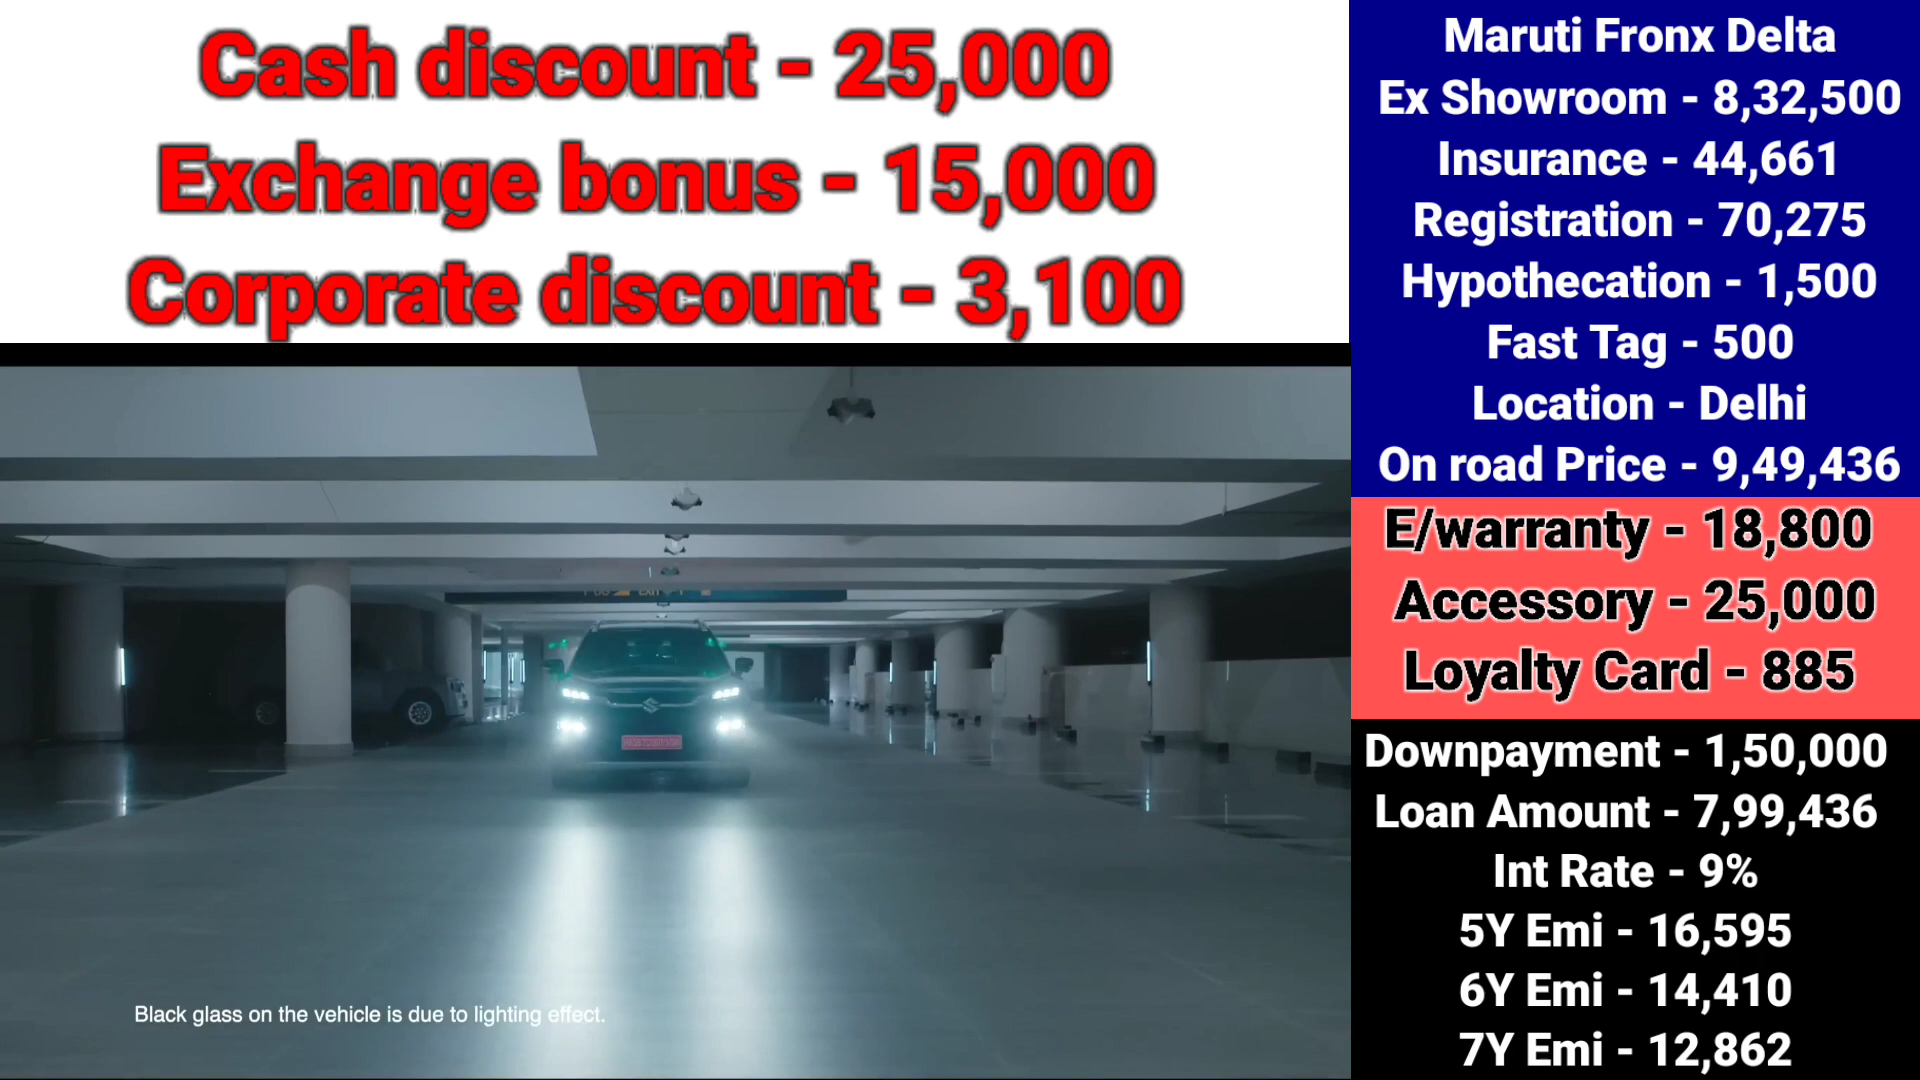 Cash discount - 25,000
Exchange bonus - 15,000
Corporate discount - 3,100
Maruti Fronx Delta
Ex Showroom - 8,32,500
Insurance - 44,661
Registration - 70,275
Hypothecation - 1,500
Fast Tag - 500
Location - Delhi
On road Price - 9,49,436
E/warranty - 18,800
Accessory - 25,000
Loyalty Card - 885
Downpayment - 1,50,000
Loan Amount - 7,99,436
Int Rate - 9%
5Y Emi - 16,595
6Y Emi - 14,410
7Y Emi - 12,862
Black glass on the vehicle is due to lighting effect.